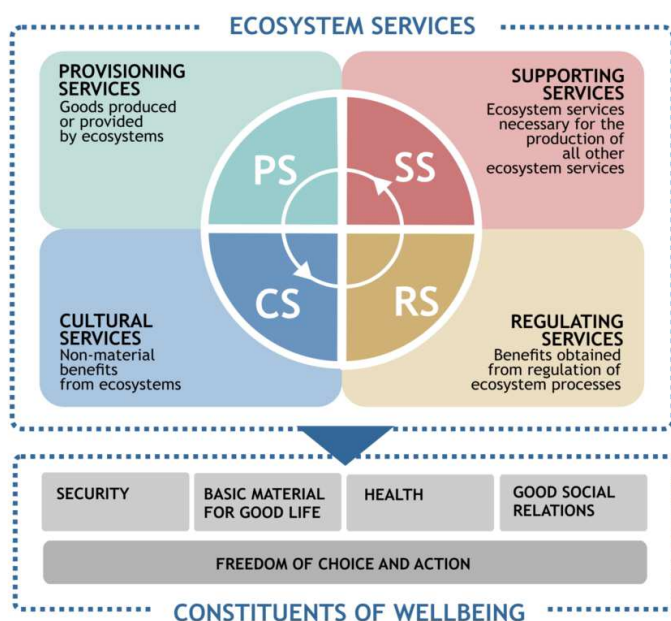 ECOSYSTEM SERVICES
PROVISIONING
SERVICES
Goods produced
or provided
by ecosystems
SUPPORTING
SERVICES
Ecosystem services
necessary for the
production of
all other
ecosystem services
PS
SS
CS
RS
CULTURAL
SERVICES
Non-material
benefits
from ecosystems
REGULATING
SERVICES
Benefits obtained
from regulation of
ecosystem processes
SECURITY
BASIC MATERIAL
FOR GOOD LIFE
HEALTH
GOOD SOCIAL
RELATIONS
FREEDOM OF CHOICE AND ACTION
CONSTITUENTS OF WELLBEING